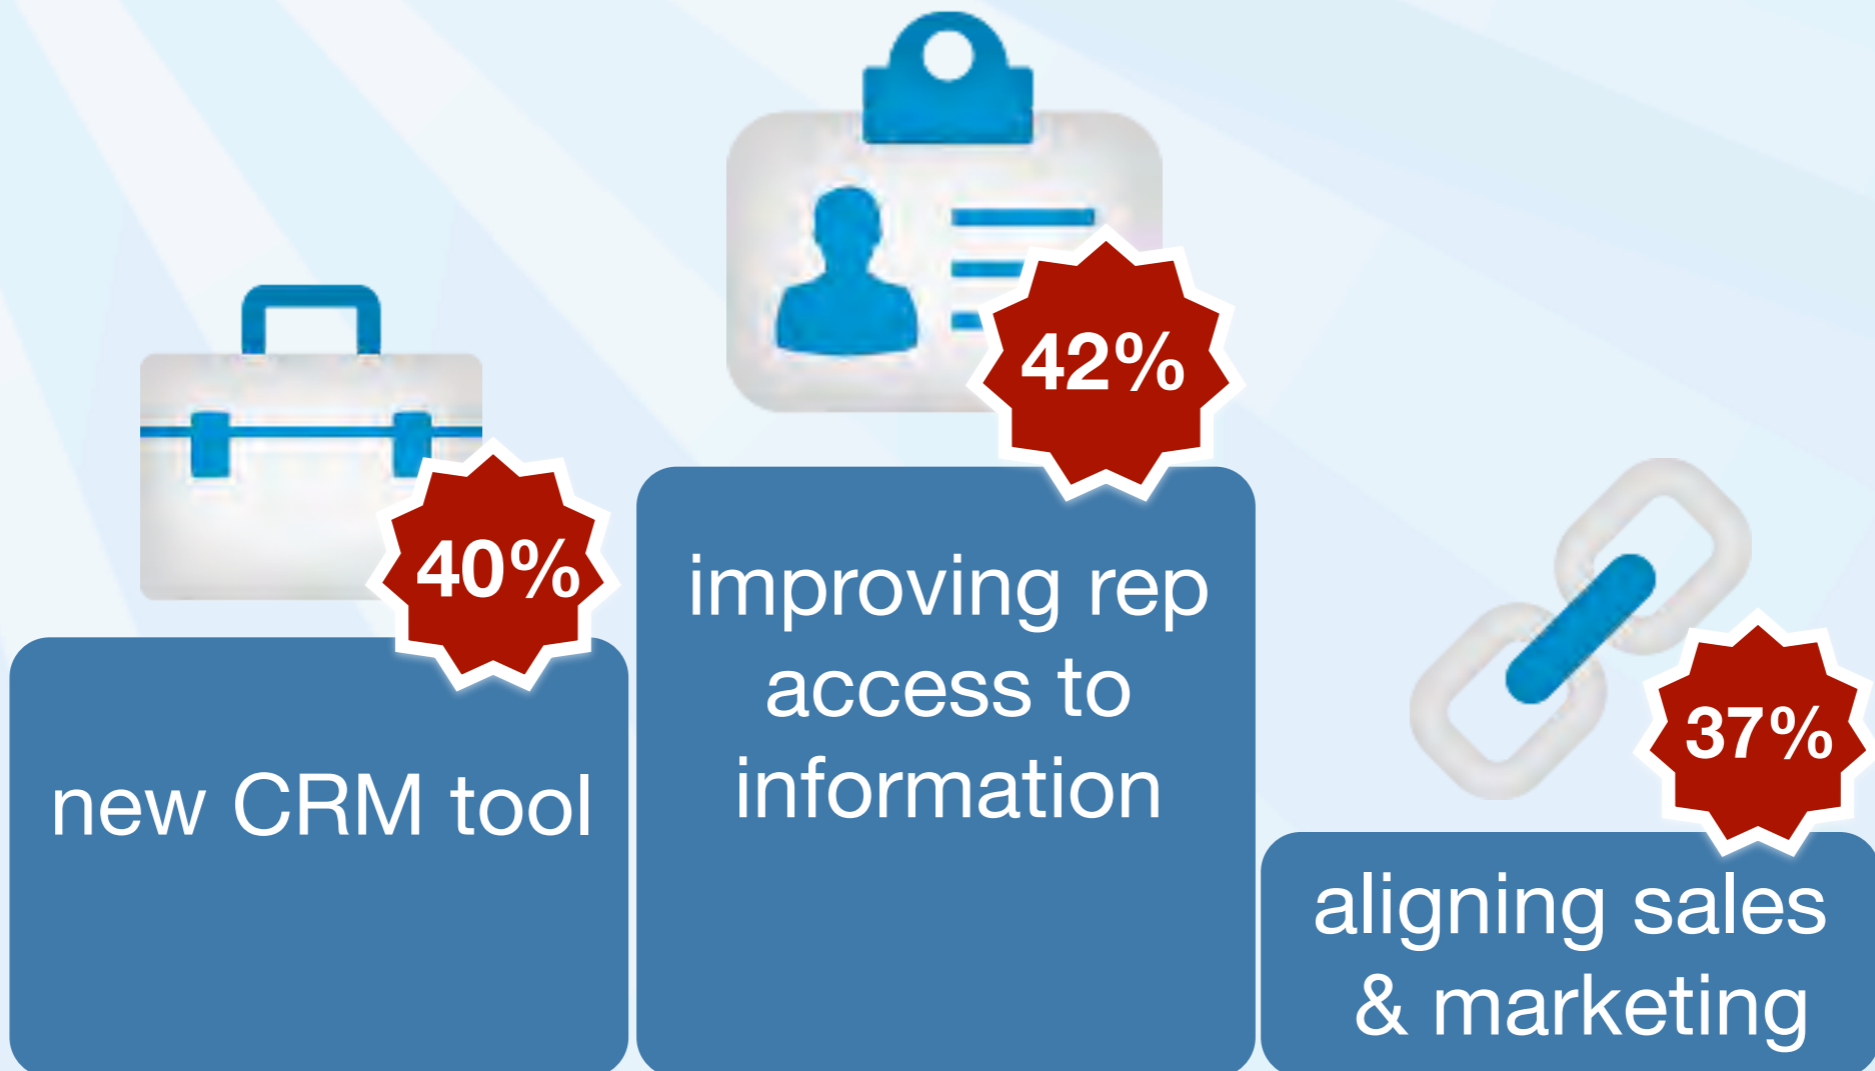 40%
new CRM tool
42%
improving rep
access to
information
37%
aligning sales
& marketing